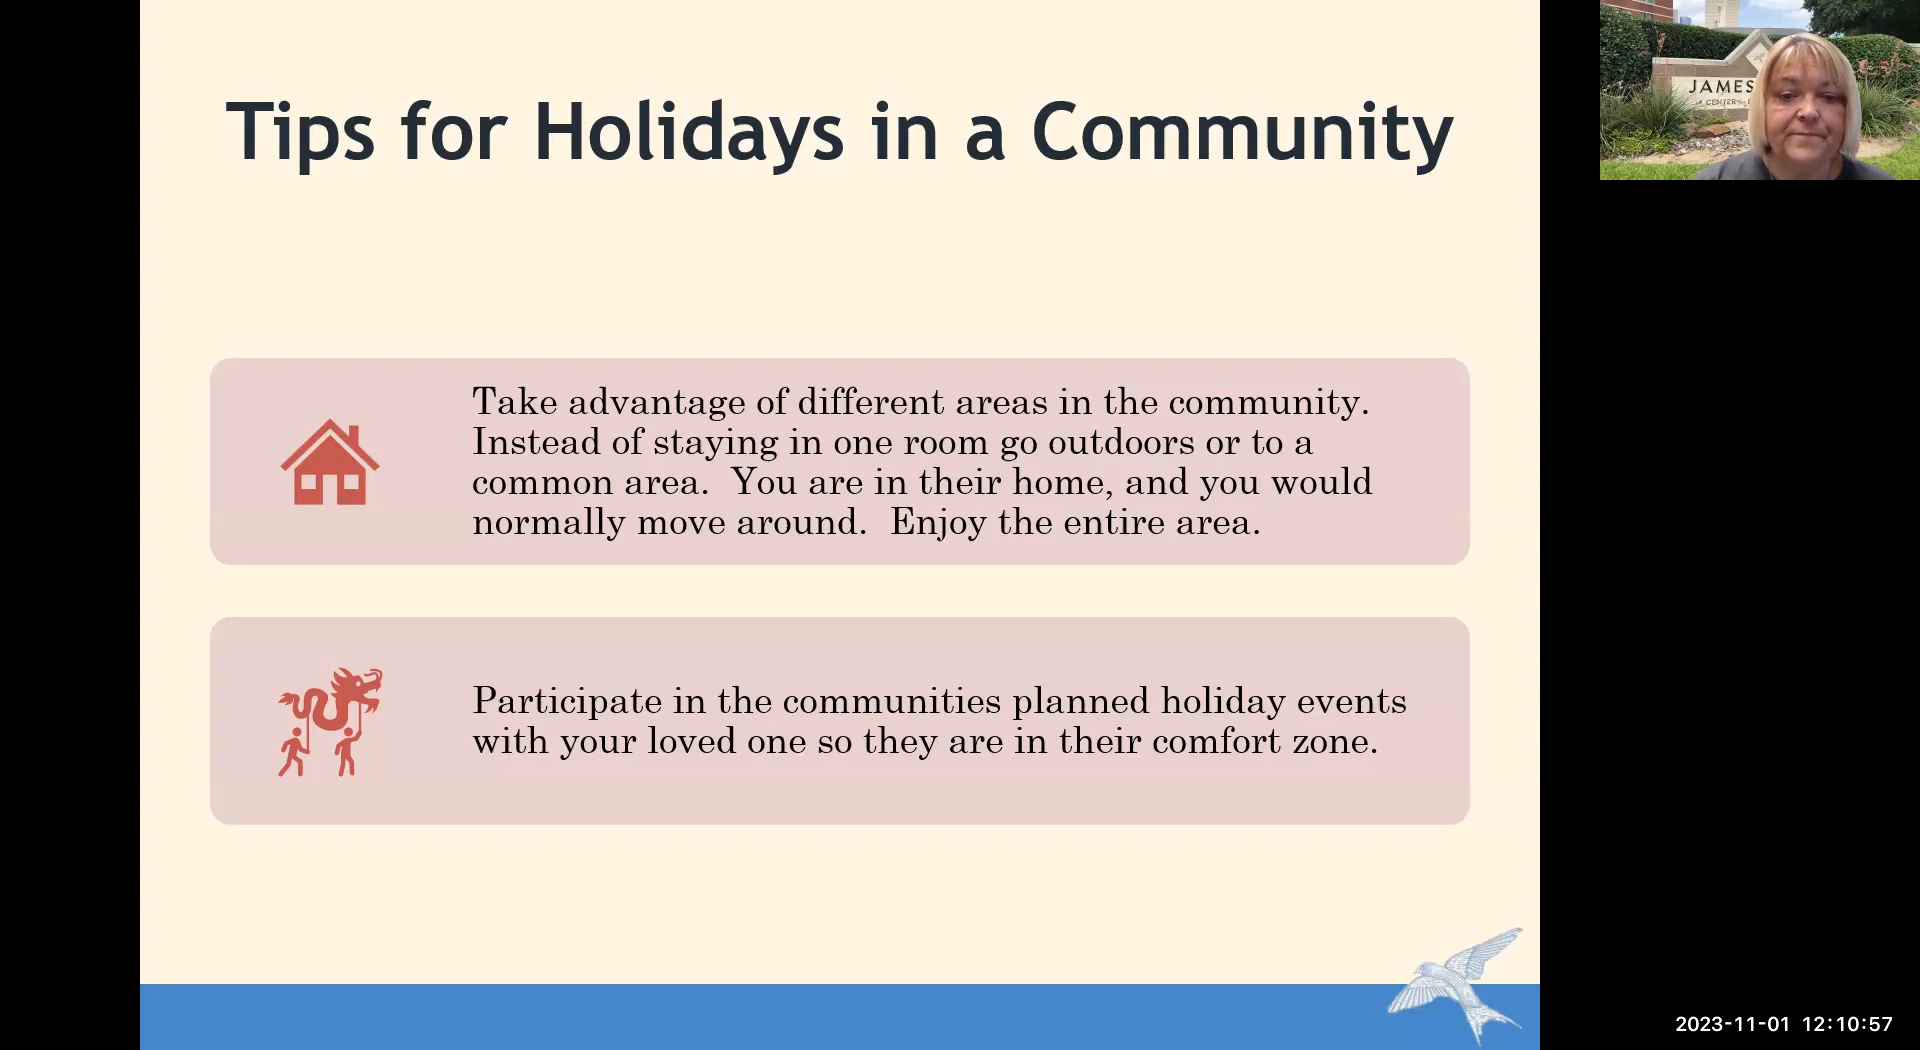 Tips for Holidays in a Community
JAMES
Take advantage of different areas in the community.
Instead of staying in one room go outdoors or to a
common area.  You are in their home, and you would
normally move around.  Enjoy the entire area.
Participate in the communities planned holiday events
with your loved one so they are in their comfort zone.
2023-11-01 12:10:57